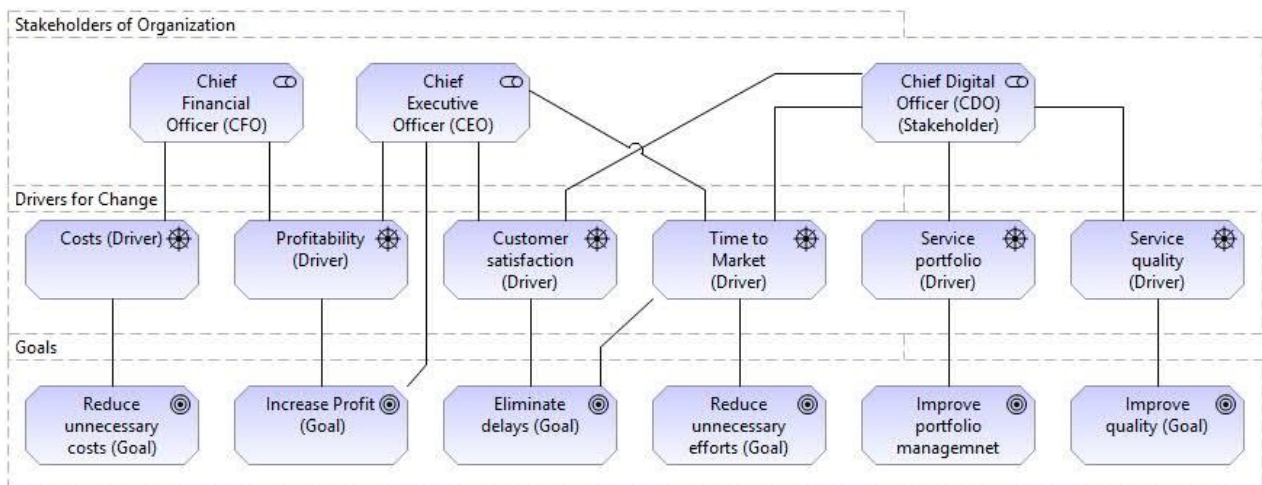 Stakeholders of Organization
Chief
Financial
Officer (CFO)
Chief
Executive
Officer (CEO)
Chief Digital
Officer (CDO)
(Stakeholder)
Drivers for Change
Costs (Driver)
Profitability
(Driver)
Customer
satisfaction
(Driver)
Time to
Market
(Driver)
Service
portfolio
(Driver)
Service
quality
(Driver)
Goals
Reduce
unnecessary
costs (Goal)
Increase Profit
(Goal)
Eliminate
delays (Goal)
Reduce
unnecessary
efforts (Goal)
Improve
portfolio
managemnet
Improve
quality (Goal)